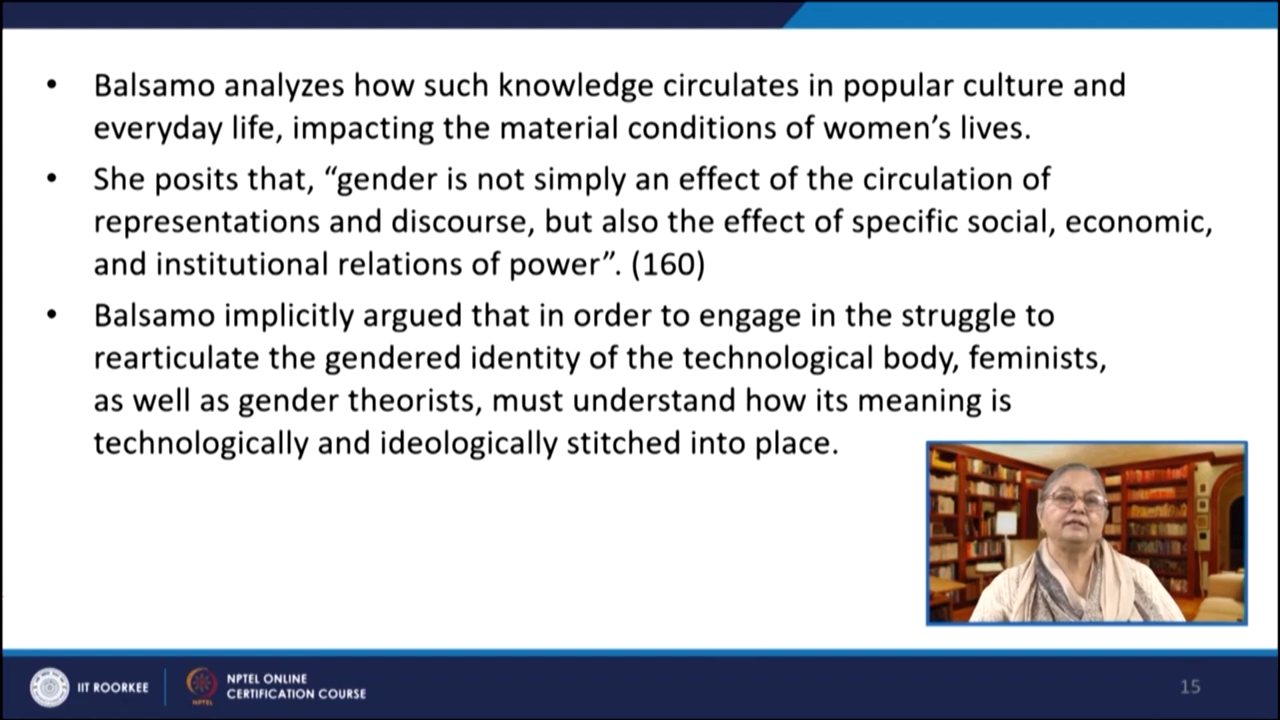 • Balsamo analyzes how such knowledge circulates in popular culture and
everyday life, impacting the material conditions of women’s lives.
• She posits that, “gender is not simply an effect of the circulation of
representations and discourse, but also the effect of specific social, economic,
and institutional relations of power”. (160)
• Balsamo implicitly argued that in order to engage in the struggle to
rearticulate the gendered identity of the technological body, feminists,
as well as gender theorists, must understand how its meaning is
technologically and ideologically stitched into place.
IIT ROORKEE
NPTEL
NPTEL ONLINE
CERTIFICATION COURSE
15